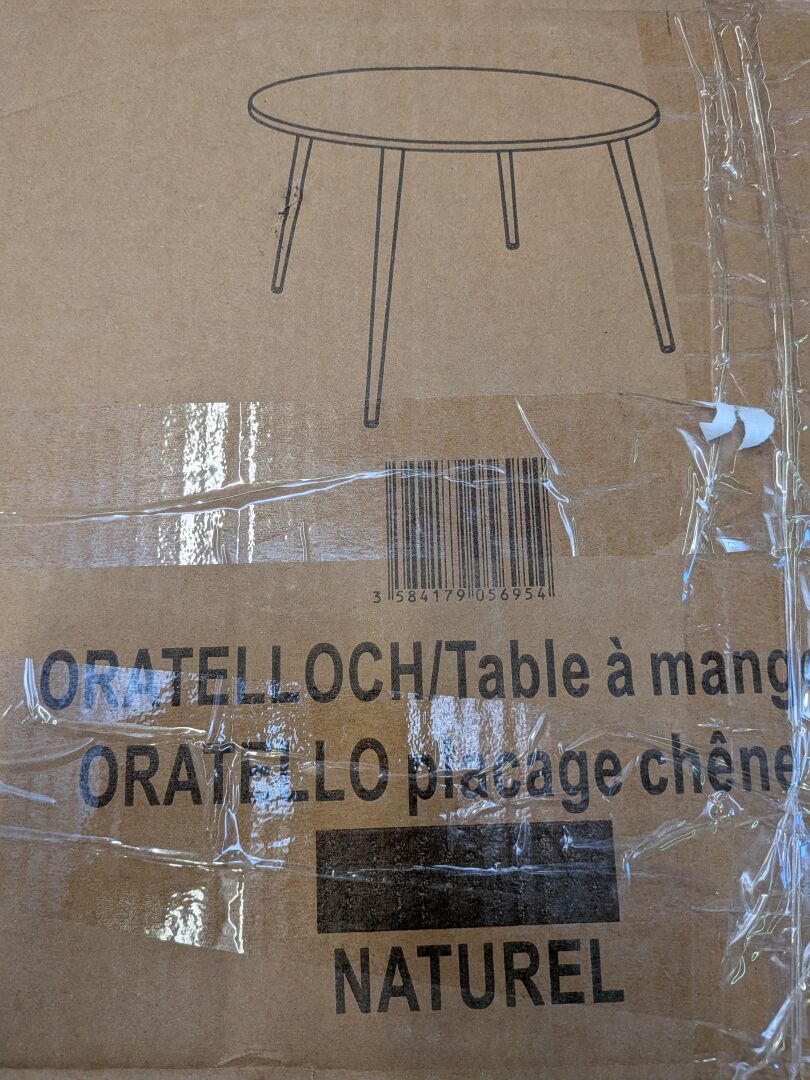 3 584179 056954
ORATELLOCH/Table à mang
ORATELLO placage chêne
NATUREL